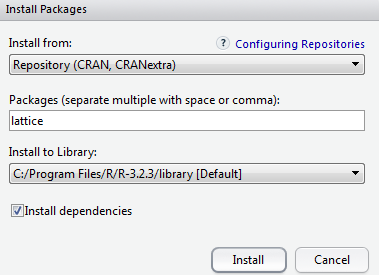 Install Packages
Install from:
? Configuring Repositories
Repository (CRAN, CRANextra)
Packages (separate multiple with space or comma):
lattice
Install to Library:
C:/Program Files/R/R-3.2.3/library [Default]
Install dependencies
Install
Cancel